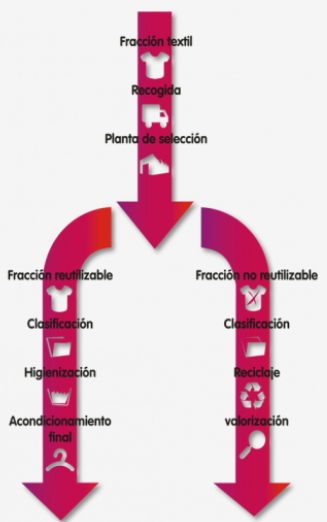 Fracción textil
Recogida
Planta de selección
Fracción reutilizable
Clasificación
Higienización
Acondicionamiento
final
Fracción no reutilizable
Clasificación
Reciclaje
valorización